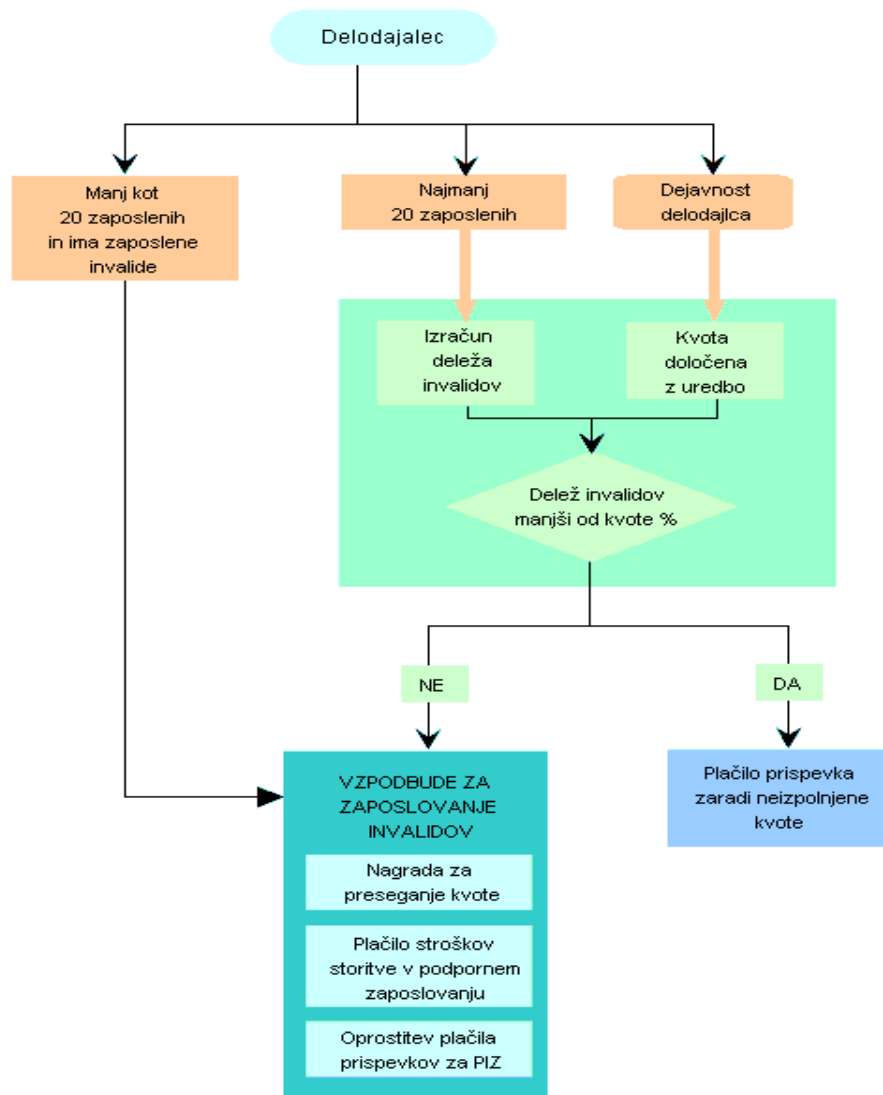 Delodajalec
Manj kot
20 zaposlenih
in ima zaposlene
invalide
Najmanj
20 zaposlenih
Dejavnost
delodajlca
Izračun
deleža
invalidov
Kvota
določena
z uredbo
Delež invalidov
manjši od kvote %
NE
DA
VZPODBUDE ZA
ZAPOSLOVANJE
INVALIDOV
Nagrada za
preseganje kvote
Plačilo stroškov
storitve v podpornem
zaposlovanju
Oprostitev plačila
prispevkov za PIZ
Plačilo prispevka
zaradi neizpolnjene
kvote